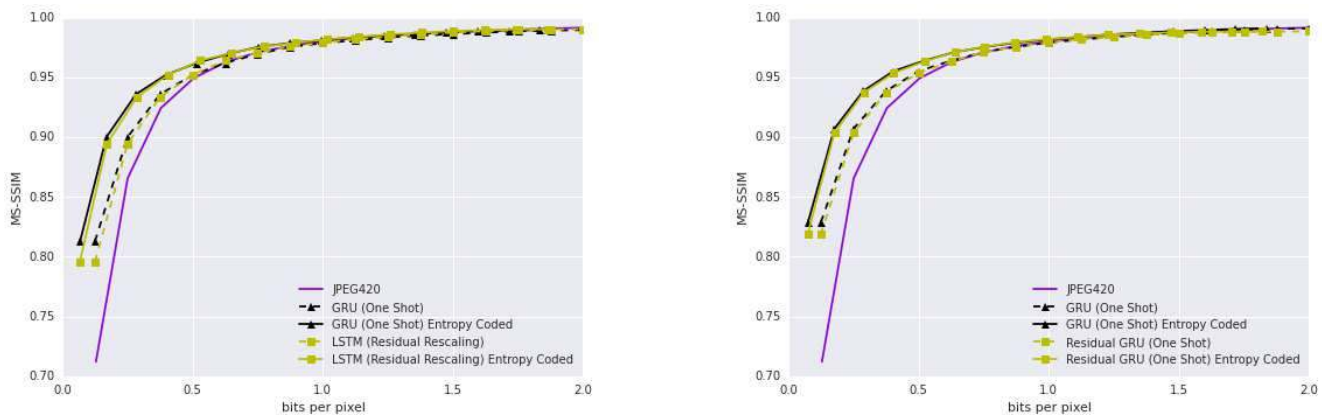 1.00
0.95
0.90
0.85
0.80
0.75
0.70
MS-SSIM
0.0
0.5
1.0
1.5
2.0
bits per pixel
JPEG420
GRU (One Shot)
GRU (One Shot) Entropy Coded
LSTM (Residual Rescaling)
LSTM (Residual Rescaling) Entropy Coded
1.00
0.95
0.90
0.85
0.80
0.75
0.70
MS-SSIM
0.0
0.5
1.0
1.5
2.0
bits per pixel
JPEG420
GRU (One Shot)
GRU (One Shot) Entropy Coded
Residual GRU (One Shot)
Residual GRU (One Shot) Entropy Coded